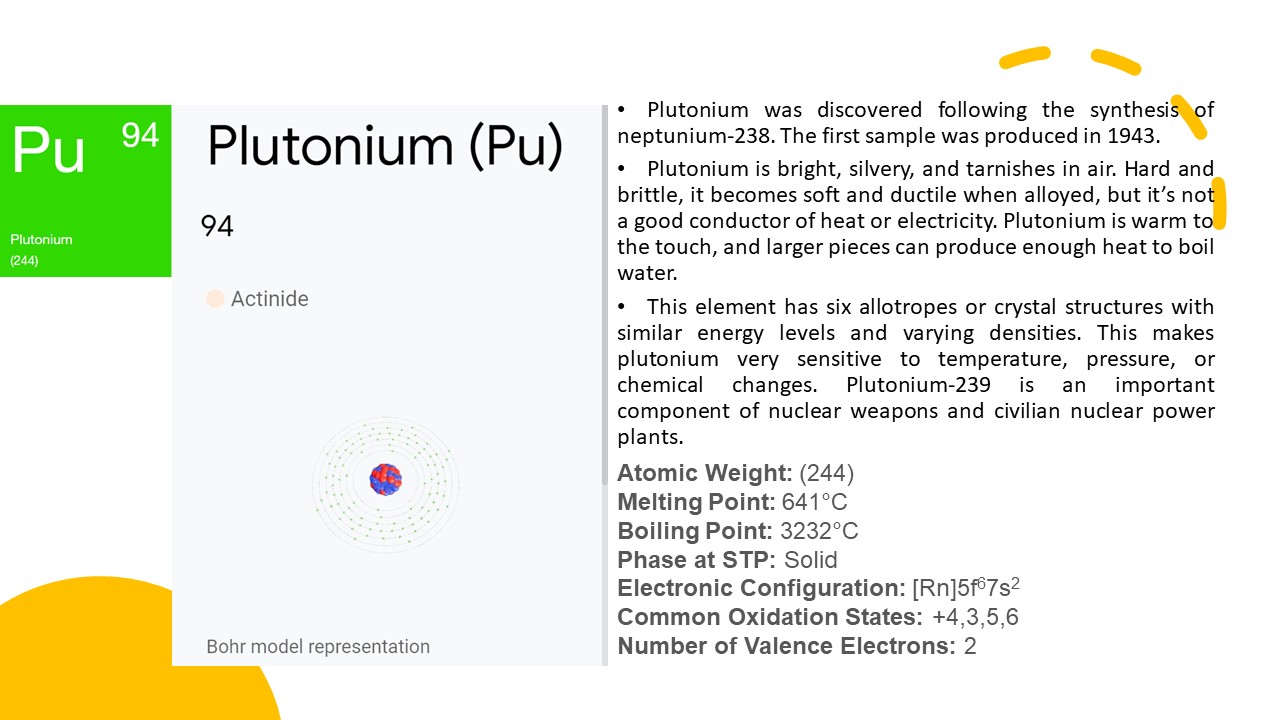 Pu 94
Plutonium
(244)
Plutonium (Pu)
94
Actinide
Bohr model representation
• Plutonium was discovered following the synthesis of
neptunium-238. The first sample was produced in 1943.
• Plutonium is bright, silvery, and tarnishes in air. Hard and
brittle, it becomes soft and ductile when alloyed, but it’s not
a good conductor of heat or electricity. Plutonium is warm to
the touch, and larger pieces can produce enough heat to boil
water.
• This element has six allotropes or crystal structures with
similar energy levels and varying densities. This makes
plutonium very sensitive to temperature, pressure, or
chemical changes. Plutonium-239 is an important
component of nuclear weapons and civilian nuclear power
plants.
Atomic Weight: (244)
Melting Point: 641°C
Boiling Point: 3232°C
Phase at STP: Solid
Electronic Configuration: [Rn]5f⁶7s²
Common Oxidation States: +4,3,5,6
Number of Valence Electrons: 2